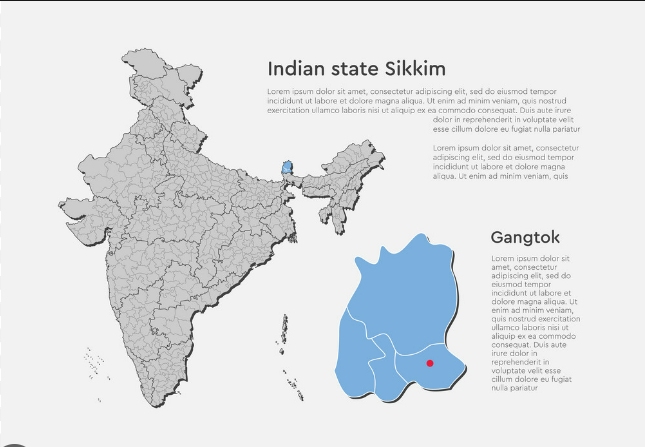 Indian state Sikkim
Lorem ipsum dolor sit amet, consectetur adipiscing elit, sed do eiusmod tempor
incididunt ut labore et dolore magna aliqua. Ut enim ad minim veniam, quis nostrud
exercitation ullamco laboris nisi ut aliquip ex ea commodo consequat. Duis aute irure
dolor in reprehenderit in voluptate velit
esse cillum dolore eu fugiat nulla pariatur
Lorem ipsum dolor sit amet, consectetur
adipiscing elit, sed do eiusmod tempor
incididunt ut labore et dolore magna
aliqua. Ut enim ad minim veniam, quis
Gangtok
Lorem ipsum dolor sit
amet, consectetur
adipiscing elit, sed do
eiusmod tempor
incididunt ut labore et
dolore magna aliqua. Ut
enim ad minim veniam,
quis nostrud exercitation
ullamco laboris nisi ut
aliquip ex ea commodo
consequat. Duis aute
irure dolor in
reprehenderit in
voluptate velit esse
cillum dolore eu fugiat
nulla pariatur